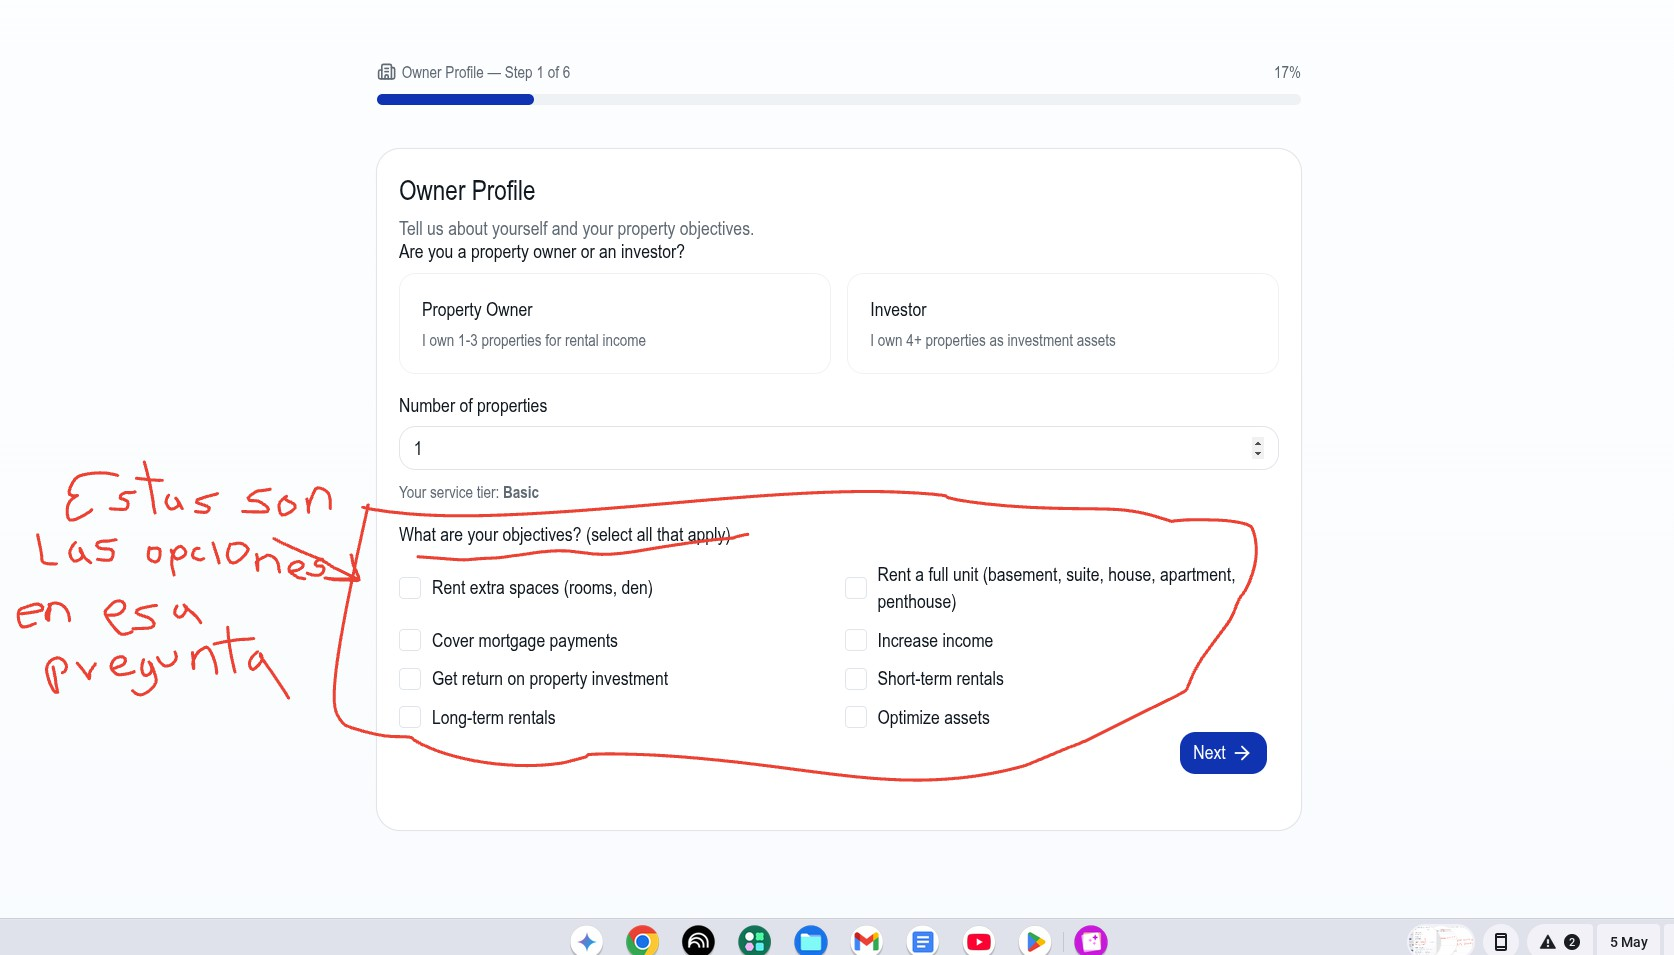 Owner Profile — Step 1 of 6
17%
Owner Profile
Tell us about yourself and your property objectives.
Are you a property owner or an investor?
Property Owner
I own 1-3 properties for rental income
Investor
I own 4+ properties as investment assets
Number of properties
1
Your service tier: Basic
Estas son
Las opciones
en esa
pregunta
What are your objectives? (select all that apply)
Rent extra spaces (rooms, den)
Rent a full unit (basement, suite, house, apartment,
penthouse)
Cover mortgage payments
Increase income
Get return on property investment
Short-term rentals
Long-term rentals
Optimize assets
Next
2
5 May